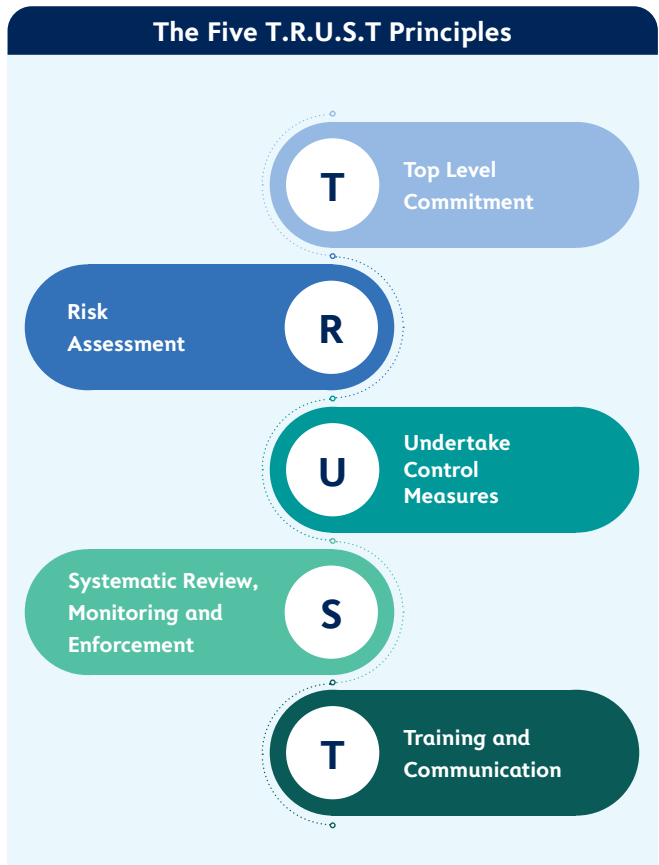 The Five T.R.U.S.T Principles
T
Top Level
Commitment
Risk
Assessment
R
U
Undertake
Control
Measures
Systematic Review,
Monitoring and
Enforcement
S
T
Training and
Communication